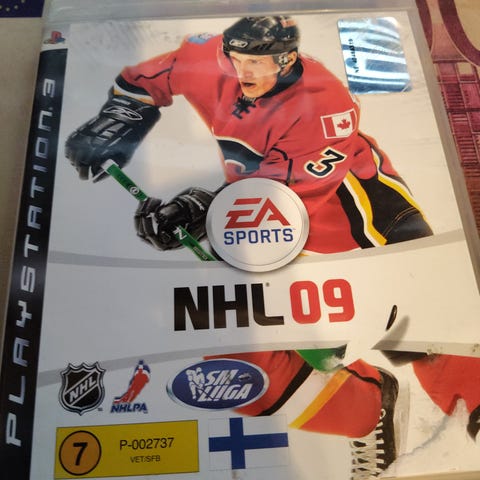 PLAYSTATION 3
3
EA
SPORTS
NHL 09
NHL
NHLPA
SM
LIIGA
7
P-002737
VET/SFB